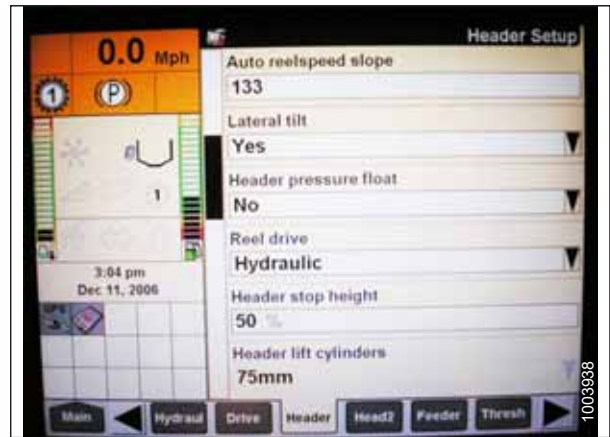 Header Setup
0.0 Mph
1
(P)
1
3:04 pm
Dec 11, 2006
Auto reelspeed slope
133
Lateral tilt
Yes
Header pressure float
No
Reel drive
Hydraulic
Header stop height
50 %
Header lift cylinders
75mm
Main
Hydraul
Drive
Header
Head2
Feeder
Thresh
1003938